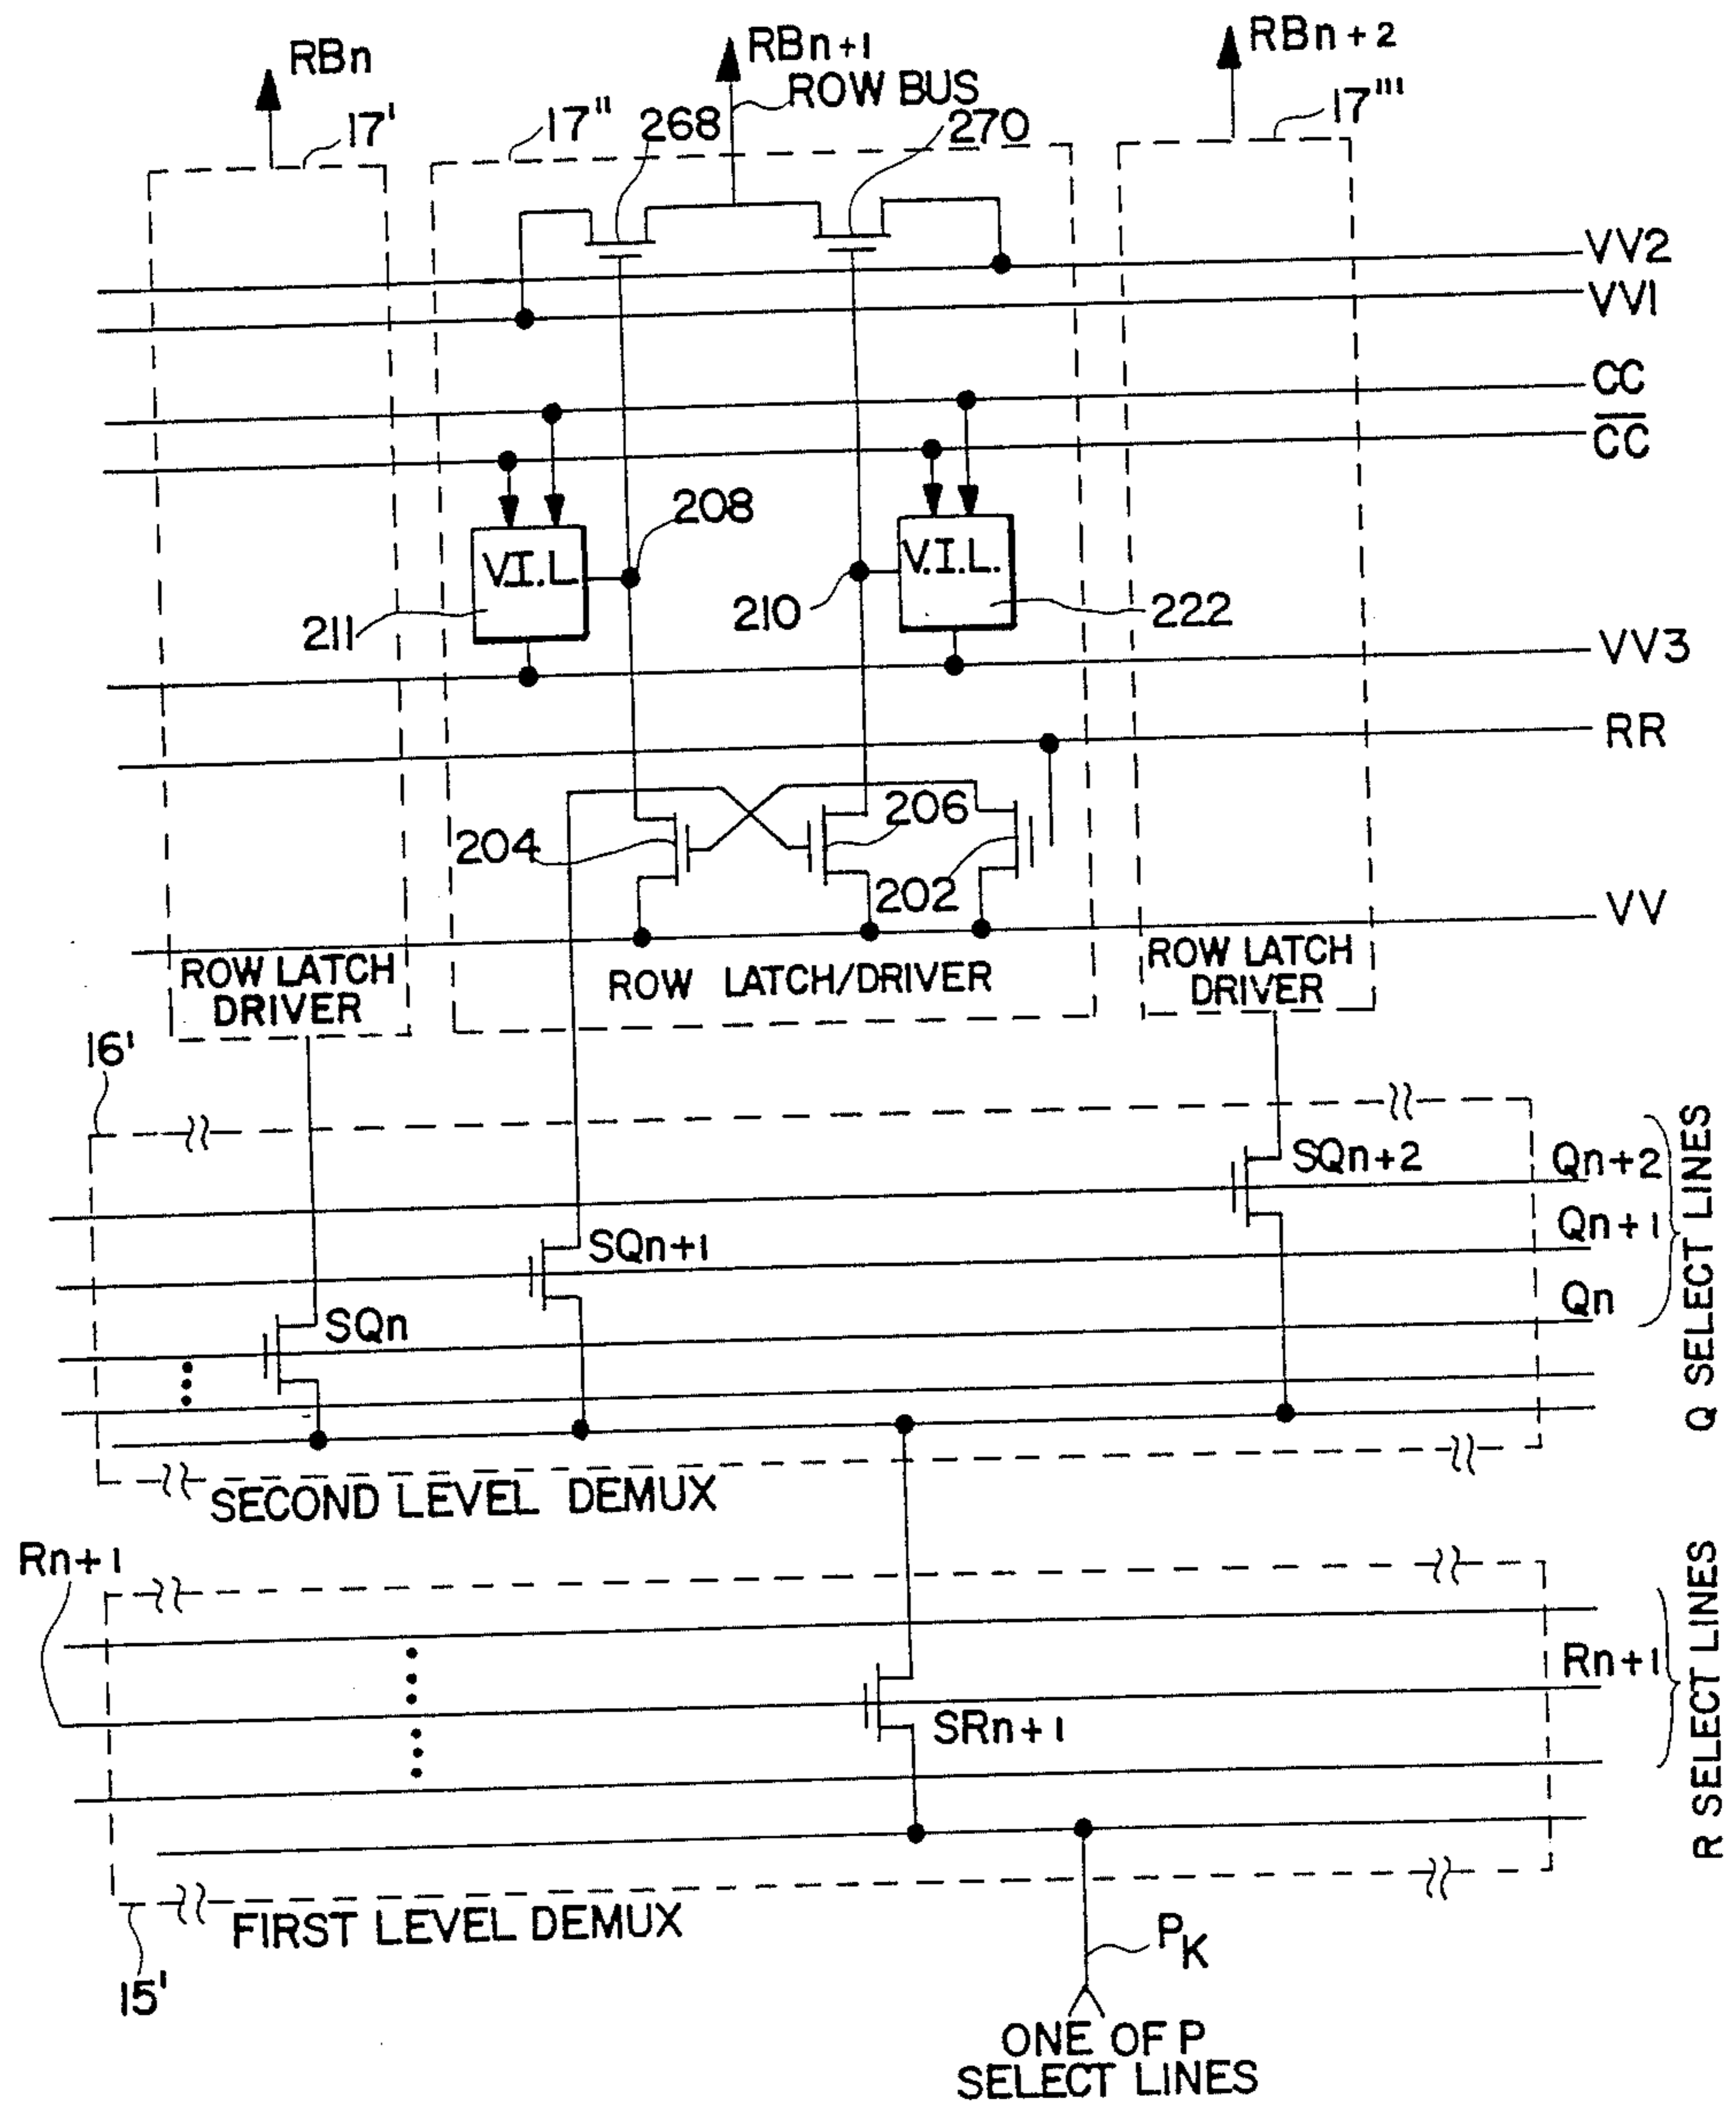 RBn
RBn+1
RBn+2
ROW BUS
17'
17"
268
270
17'''
VV2
VV1
CC
C̅C̅
V.I.L
208
V.I.L.
210
211
222
VV3
RR
204
206
202
VV
ROW LATCH
DRIVER
ROW LATCH/DRIVER
ROW LATCH
DRIVER
16'
SQn+2
Qn+2
SQn+1
Qn+1
SQn
Qn
Q SELECT LINES
SECOND LEVEL DEMUX
Rn+1
Rn+1
SRn+1
R SELECT LINES
FIRST LEVEL DEMUX
15'
PK
ONE OF P
SELECT LINES